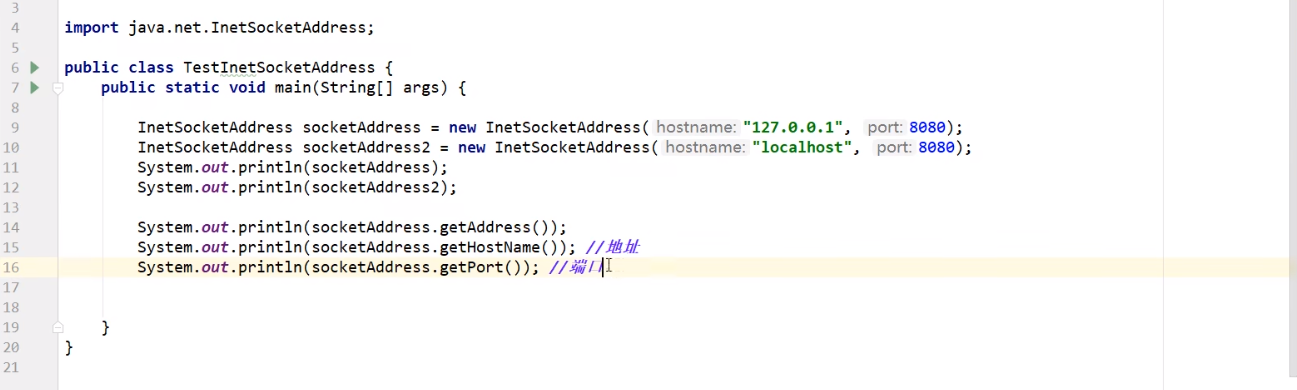 3
4 import java.net.InetSocketAddress;
5
6 public class TestInetSocketAddress {
7 public static void main(String[] args) {
8
9 InetSocketAddress socketAddress = new InetSocketAddress( hostname: "127.0.0.1", port: 8080);
10 InetSocketAddress socketAddress2 = new InetSocketAddress( hostname: "localhost", port: 8080);
11 System.out.println(socketAddress);
12 System.out.println(socketAddress2);
13
14 System.out.println(socketAddress.getAddress());
15 System.out.println(socketAddress.getHostName()); //地址
16 System.out.println(socketAddress.getPort()); //端口
17
18
19 }
20 }
21